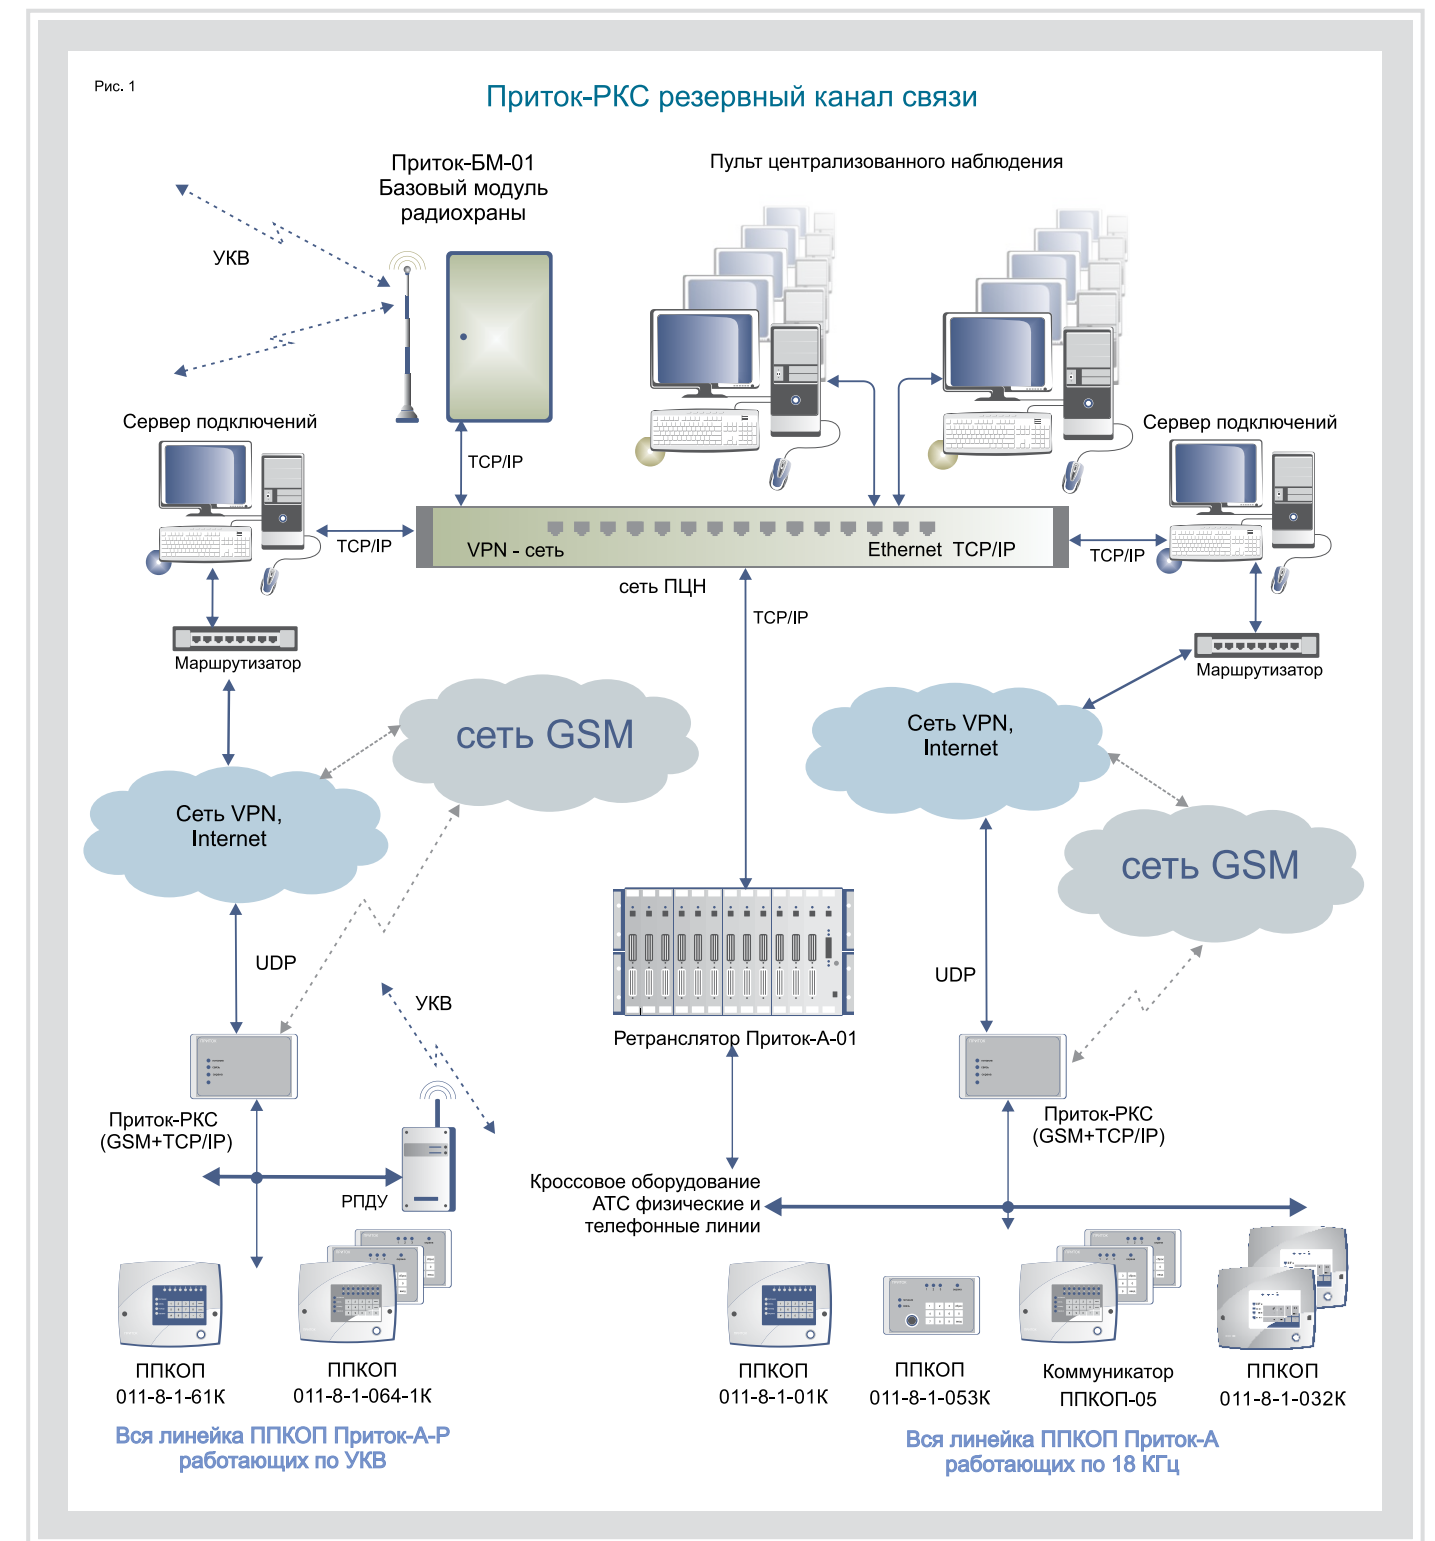 Рис. 1
Приток-РКС резервный канал связи
Приток-БМ-01
Базовый модуль
радиохраны
Пульт централизованного наблюдения
УКВ
Сервер подключений
Сервер подключений
TCP/IP
TCP/IP
TCP/IP
VPN - сеть
Ethernet TCP/IP
сеть ПЦН
TCP/IP
Маршрутизатор
Маршрутизатор
сеть GSM
Сеть VPN,
Internet
Сеть VPN,
Internet
сеть GSM
UDP
UDP
УКВ
Ретранслятор Приток-А-01
Приток-РКС
(GSM+TCP/IP)
Приток-РКС
(GSM+TCP/IP)
РПДУ
Кроссовое оборудование
АТС физические и
телефонные линии
ППКОП
011-8-1-61К
ППКОП
011-8-1-064-1К
ППКОП
011-8-1-01К
ППКОП
011-8-1-053К
Коммуникатор
ППКОП-05
ППКОП
011-8-1-032К
Вся линейка ППКОП Приток-А-Р
работающих по УКВ
Вся линейка ППКОП Приток-А
работающих по 18 КГц